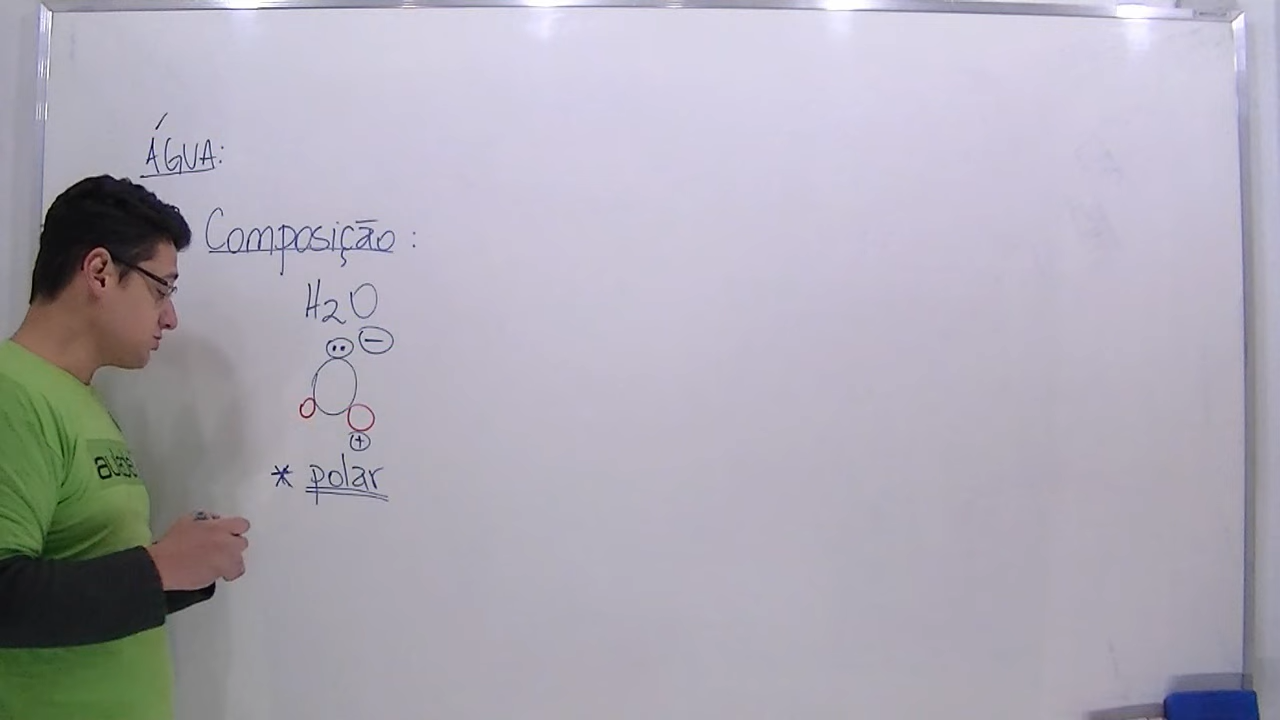 ÁGUA:
Composição:
H2O
−
+
* polar